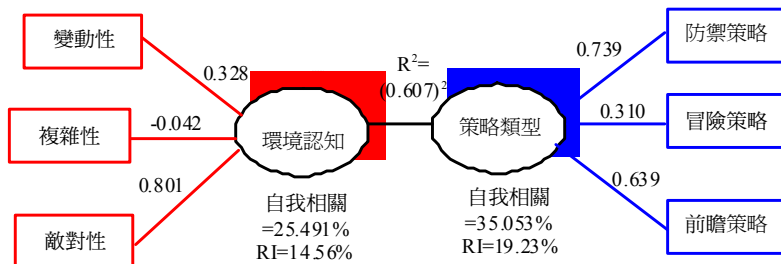 變動性
複雜性
敵對性
0.328
-0.042
0.801
環境認知
自我相關
=25.491%
RI=14.56%
R²=
(0.607)²
策略類型
自我相關
=35.053%
RI=19.23%
0.739
0.310
0.639
防禦策略
冒險策略
前瞻策略